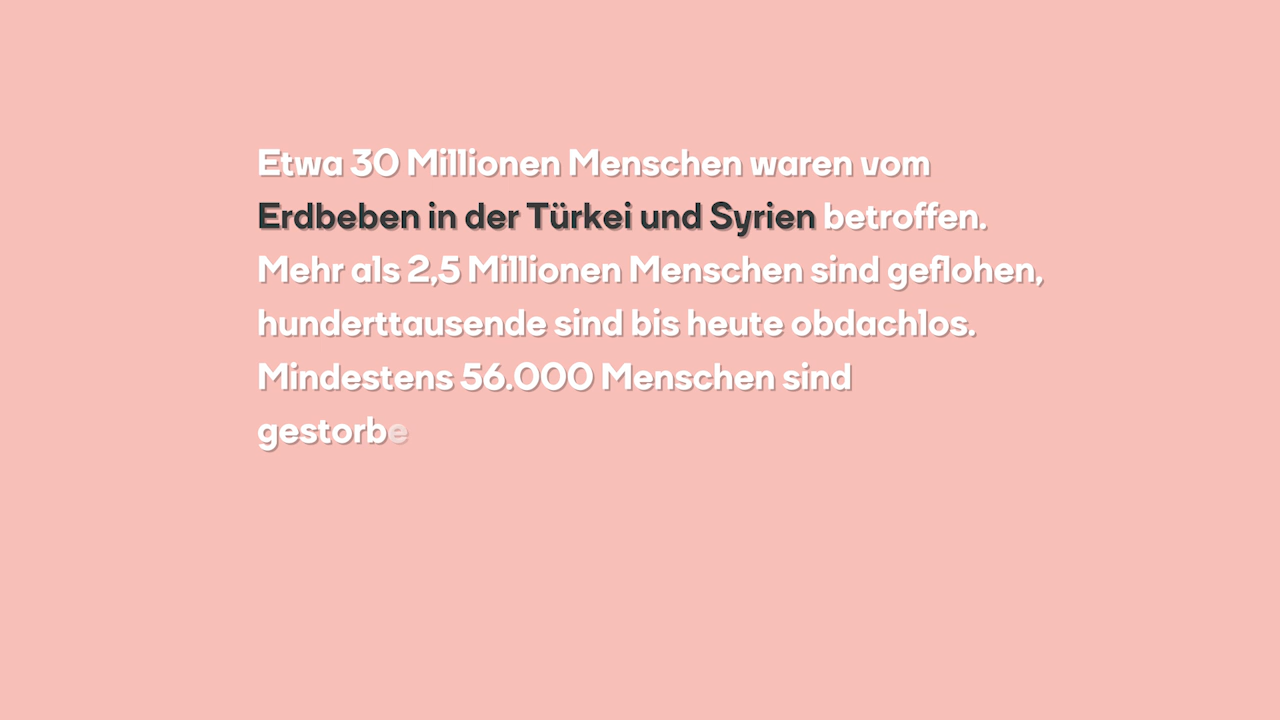 Etwa 30 Millionen Menschen waren vom
Erdbeben in der Türkei und Syrien betroffen.
Mehr als 2,5 Millionen Menschen sind geflohen,
hunderttausende sind bis heute obdachlos.
Mindestens 56.000 Menschen sind
gestorbe